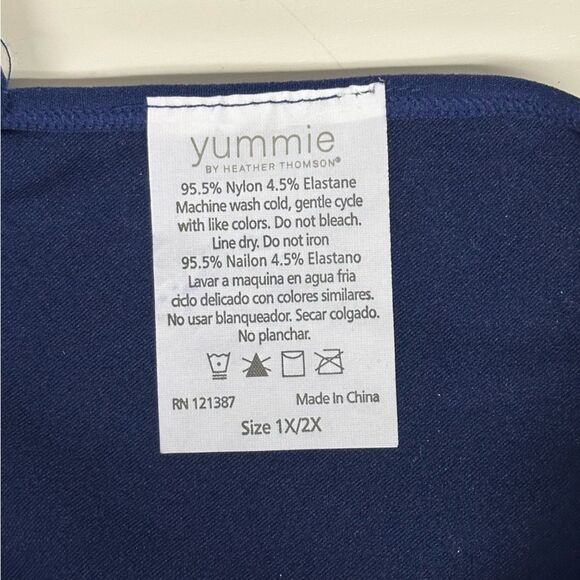 yummie
BY HEATHER THOMSON®
95.5% Nylon 4.5% Elastane
Machine wash cold, gentle cycle
with like colors. Do not bleach.
Line dry. Do not iron
95.5% Nailon 4.5% Elastano
Lavar a maquina en agua fria
ciclo delicado con colores similares.
No usar blanqueador. Secar colgado.
No planchar.
RN 121387 Made In China
Size 1X/2X